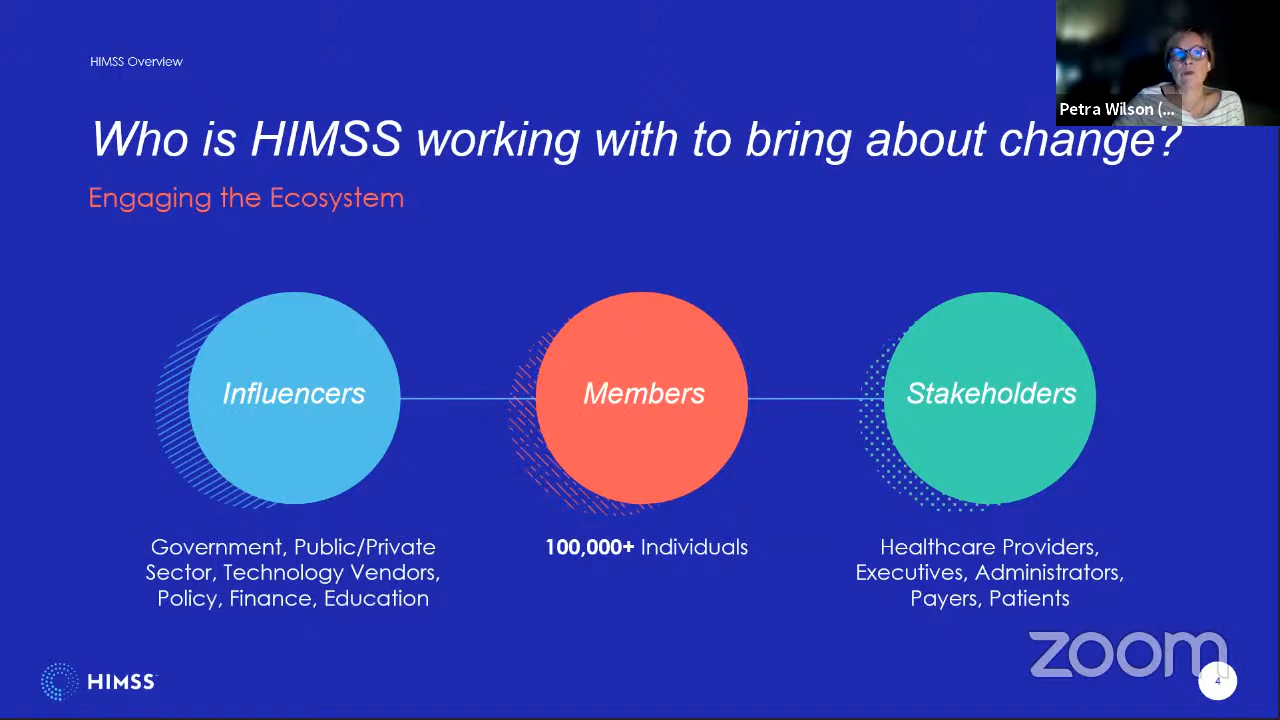 HIMSS Overview
Petra Wilson (...
Who is HIMSS working with to bring about change?
Engaging the Ecosystem
Influencers
Members
Stakeholders
Government, Public/Private
Sector, Technology Vendors,
Policy, Finance, Education
100,000+ Individuals
Healthcare Providers,
Executives, Administrators,
Payers, Patients
zoom
HIMSS
4